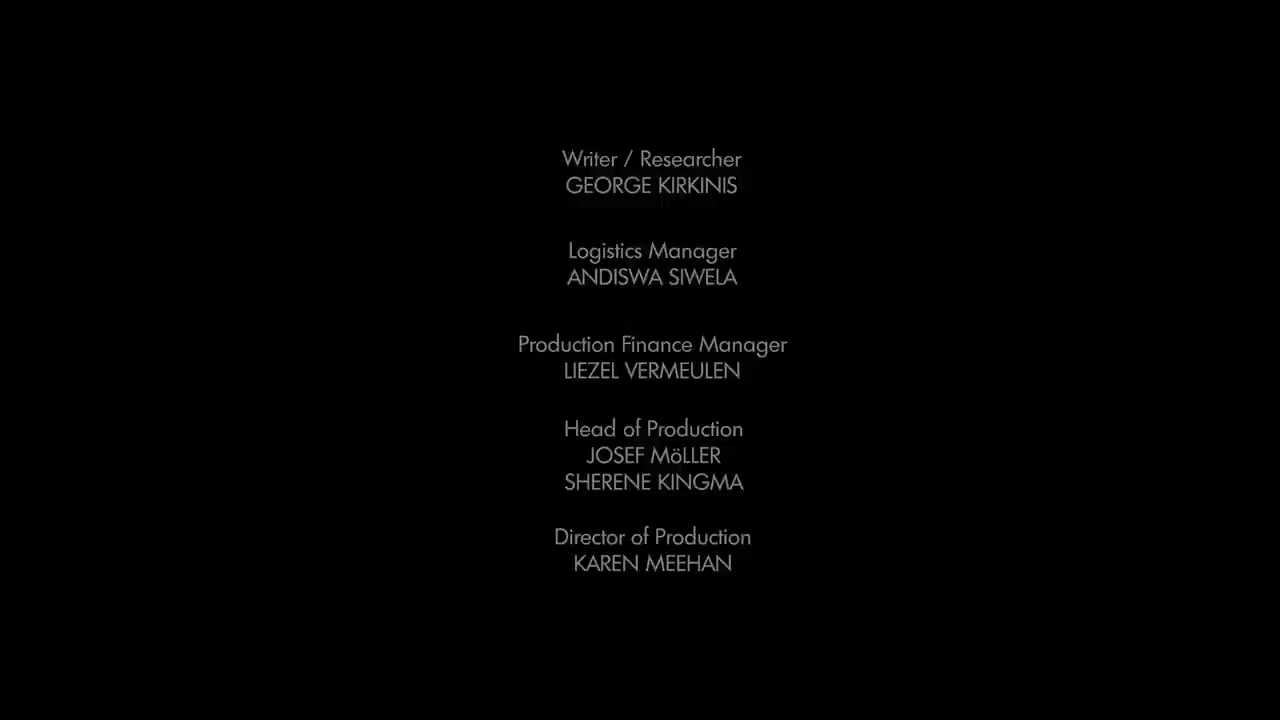 Writer / Researcher
GEORGE KIRKINIS
Logistics Manager
ANDISWA SIWELA
Production Finance Manager
LIEZEL VERMEULEN
Head of Production
JOSEF MöLLER
SHERENE KINGMA
Director of Production
KAREN MEEHAN